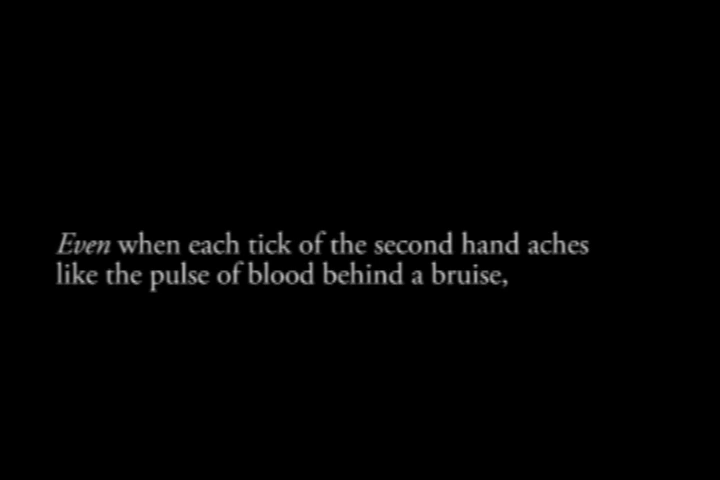 Even when each tick of the second hand aches
like the pulse of blood behind a bruise,